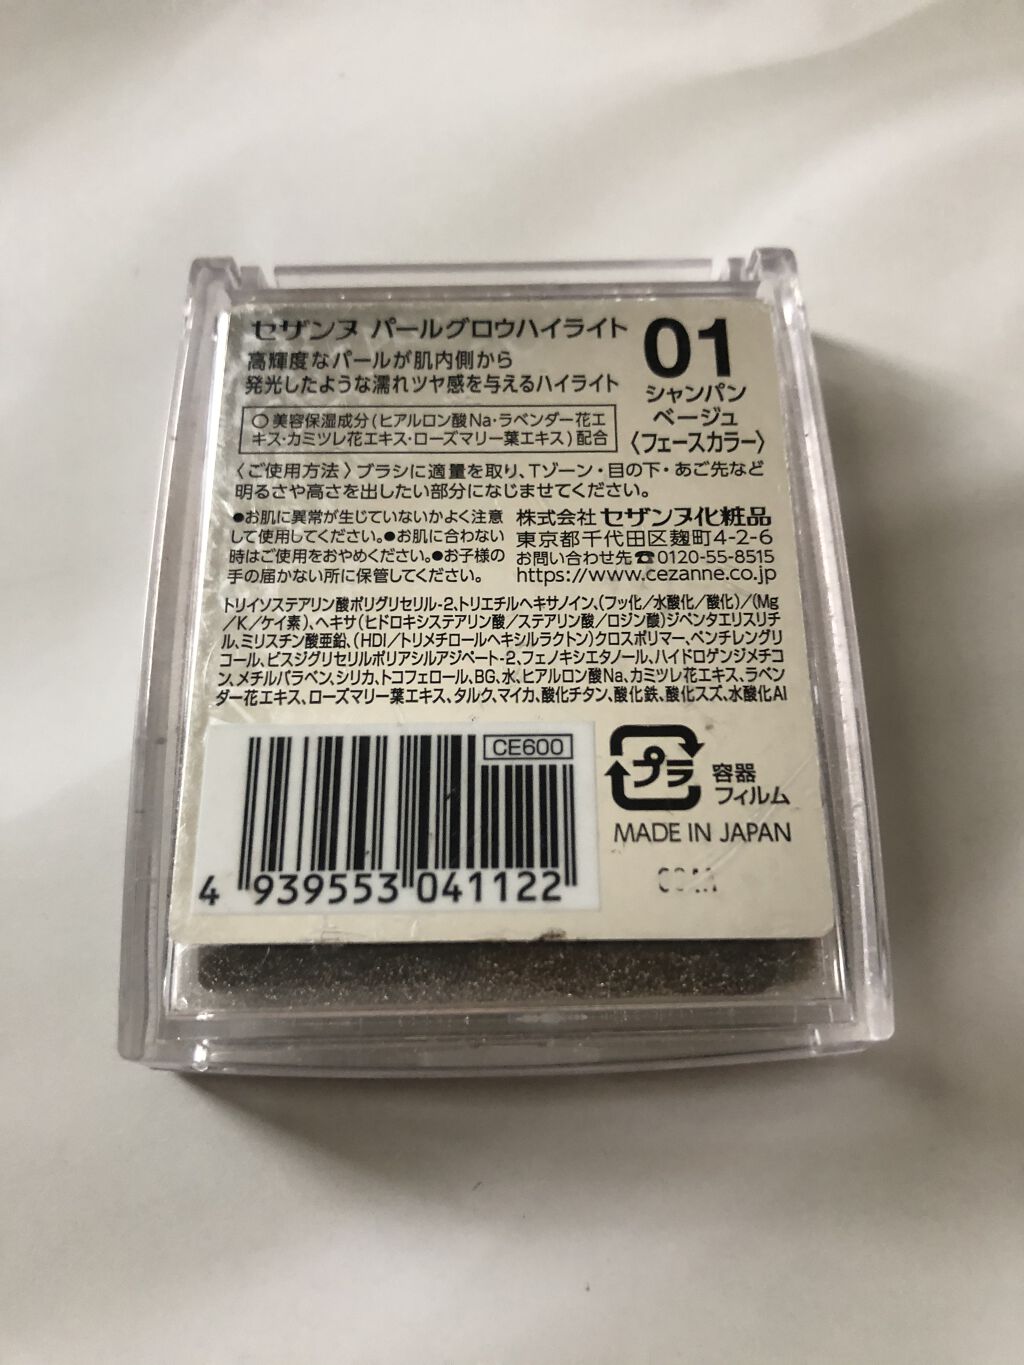 セザンヌ パールグロウハイライト
01
高輝度なパールが肌内側から
発光したような濡れツヤ感を与えるハイライト
シャンパン
ベージュ
〈フェースカラー〉
○美容保湿成分(ヒアルロン酸Na・ラベンダー花エ
キス・カミツレ花エキス・ローズマリー葉エキス)配合
〈ご使用方法〉ブラシに適量を取り、Tゾーン・目の下・あご先など
明るさや高さを出したい部分になじませてください。
●お肌に異常が生じていないかよく注意
して使用してください。●お肌に合わない
時はご使用をおやめください。●お子様の
手の届かない所に保管してください。
株式会社セザンヌ化粧品
東京都千代田区麹町4-2-6
お問い合わせ先☎0120-55-8515
https://www.cezanne.co.jp
トリイソステアリン酸ポリグリセリル-2、トリエチルヘキサノイン、(フッ化/水酸化/酸化)/(Mg
/K/ケイ素)、ヘキサ(ヒドロキシステアリン酸/ステアリン酸/ロジン酸)ジペンタエリスリチ
ル、ミリスチン酸亜鉛、(HDI/トリメチロールヘキシルラクトン)クロスポリマー、ペンチレングリ
コール、ビスジグリセリルポリアシルアジペート-2、フェノキシエタノール、ハイドロゲンジメチコ
ン、メチルパラベン、シリカ、トコフェロール、BG、水、ヒアルロン酸Na、カミツレ花エキス、ラベン
ダー花エキス、ローズマリー葉エキス、タルク、マイカ、酸化チタン、酸化鉄、酸化スズ、水酸化Al
CE600
4 939553 041122
プラ
容器
フィルム
MADE IN JAPAN